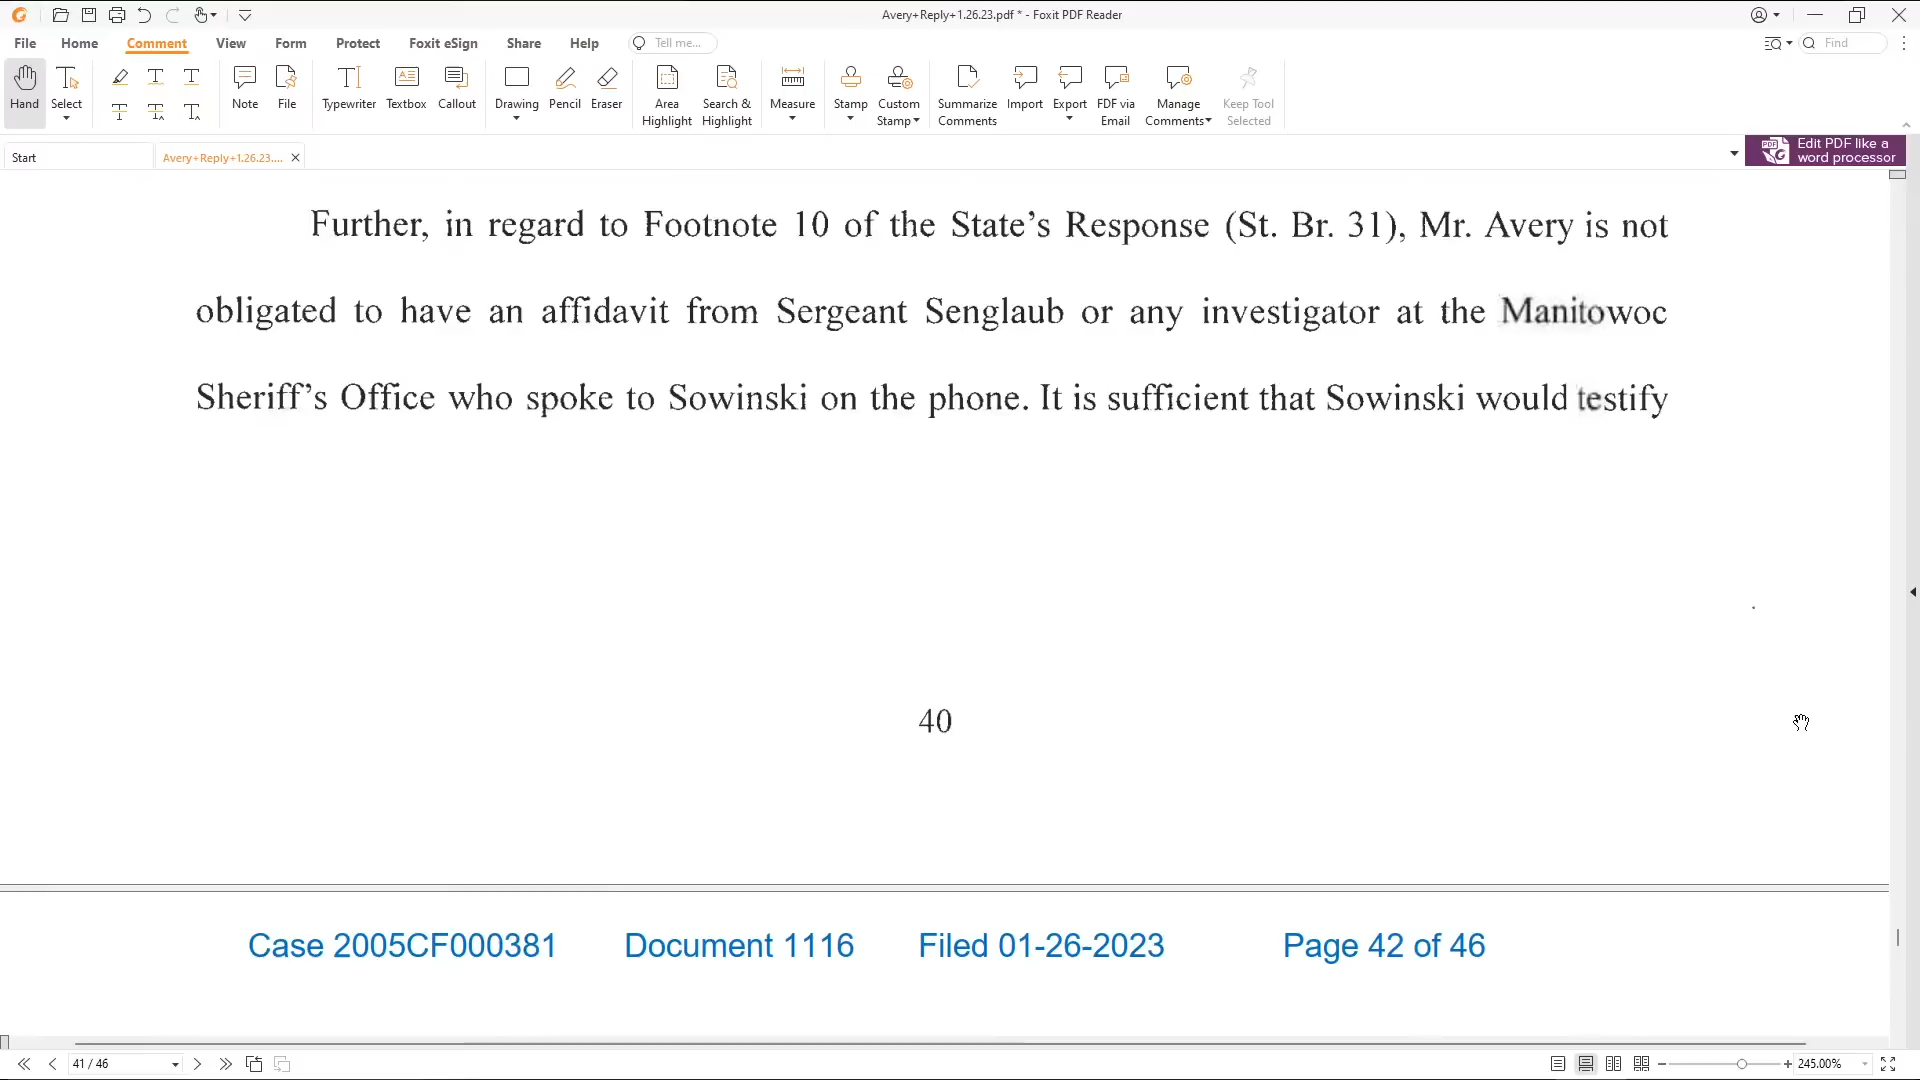 Avery+Reply+1.26.23.pdf * - Foxit PDF Reader
File Home Comment View Form Protect Foxit eSign Share Help Tell me... Find
Hand Select Note File Typewriter Textbox Callout Drawing Pencil Eraser Area Highlight Search & Highlight Measure Stamp Custom Stamp Summarize Comments Import Export FDF via Email Manage Comments Keep Tool Selected
Start Avery+Reply+1.26.23....
Edit PDF like a
word processor
Further, in regard to Footnote 10 of the State’s Response (St. Br. 31), Mr. Avery is not
obligated to have an affidavit from Sergeant Senglaub or any investigator at the Manitowoc
Sheriff’s Office who spoke to Sowinski on the phone. It is sufficient that Sowinski would testify
40
Case 2005CF000381 Document 1116 Filed 01-26-2023 Page 42 of 46
41 / 46 245.00%